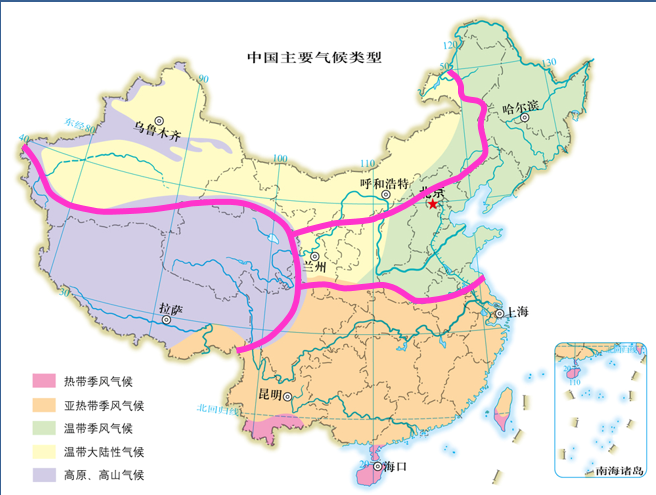 中国主要气候类型
120
50
130
90
东经80
40
乌鲁木齐
哈尔滨
100
110
呼和浩特
北京
兰州
30
拉萨
上海
昆明
北回归线
20
海口
110
南海诸岛
热带季风气候
亚热带季风气候
温带季风气候
温带大陆性气候
高原、高山气候